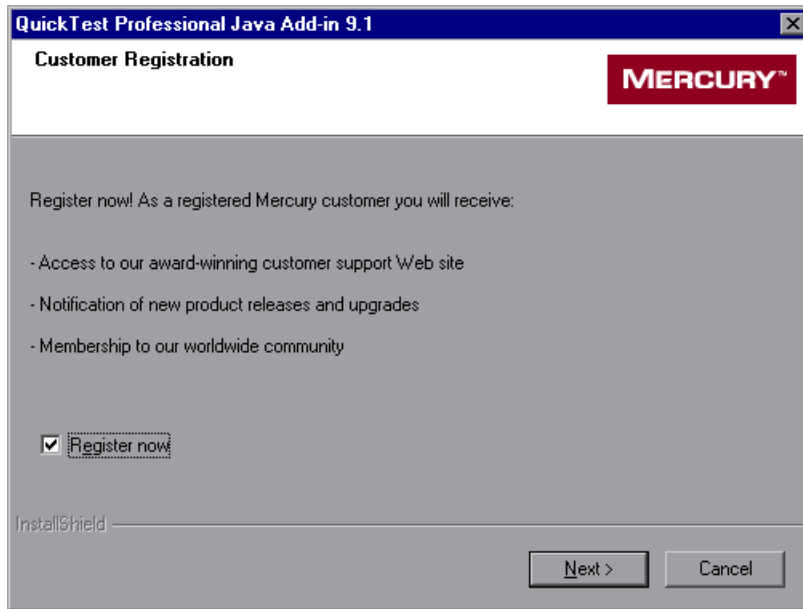 QuickTest Professional Java Add-in 9.1
Customer Registration
MERCURY™
Register now! As a registered Mercury customer you will receive:
- Access to our award-winning customer support Web site
- Notification of new product releases and upgrades
- Membership to our worldwide community
Register now
InstallShield
Next >
Cancel